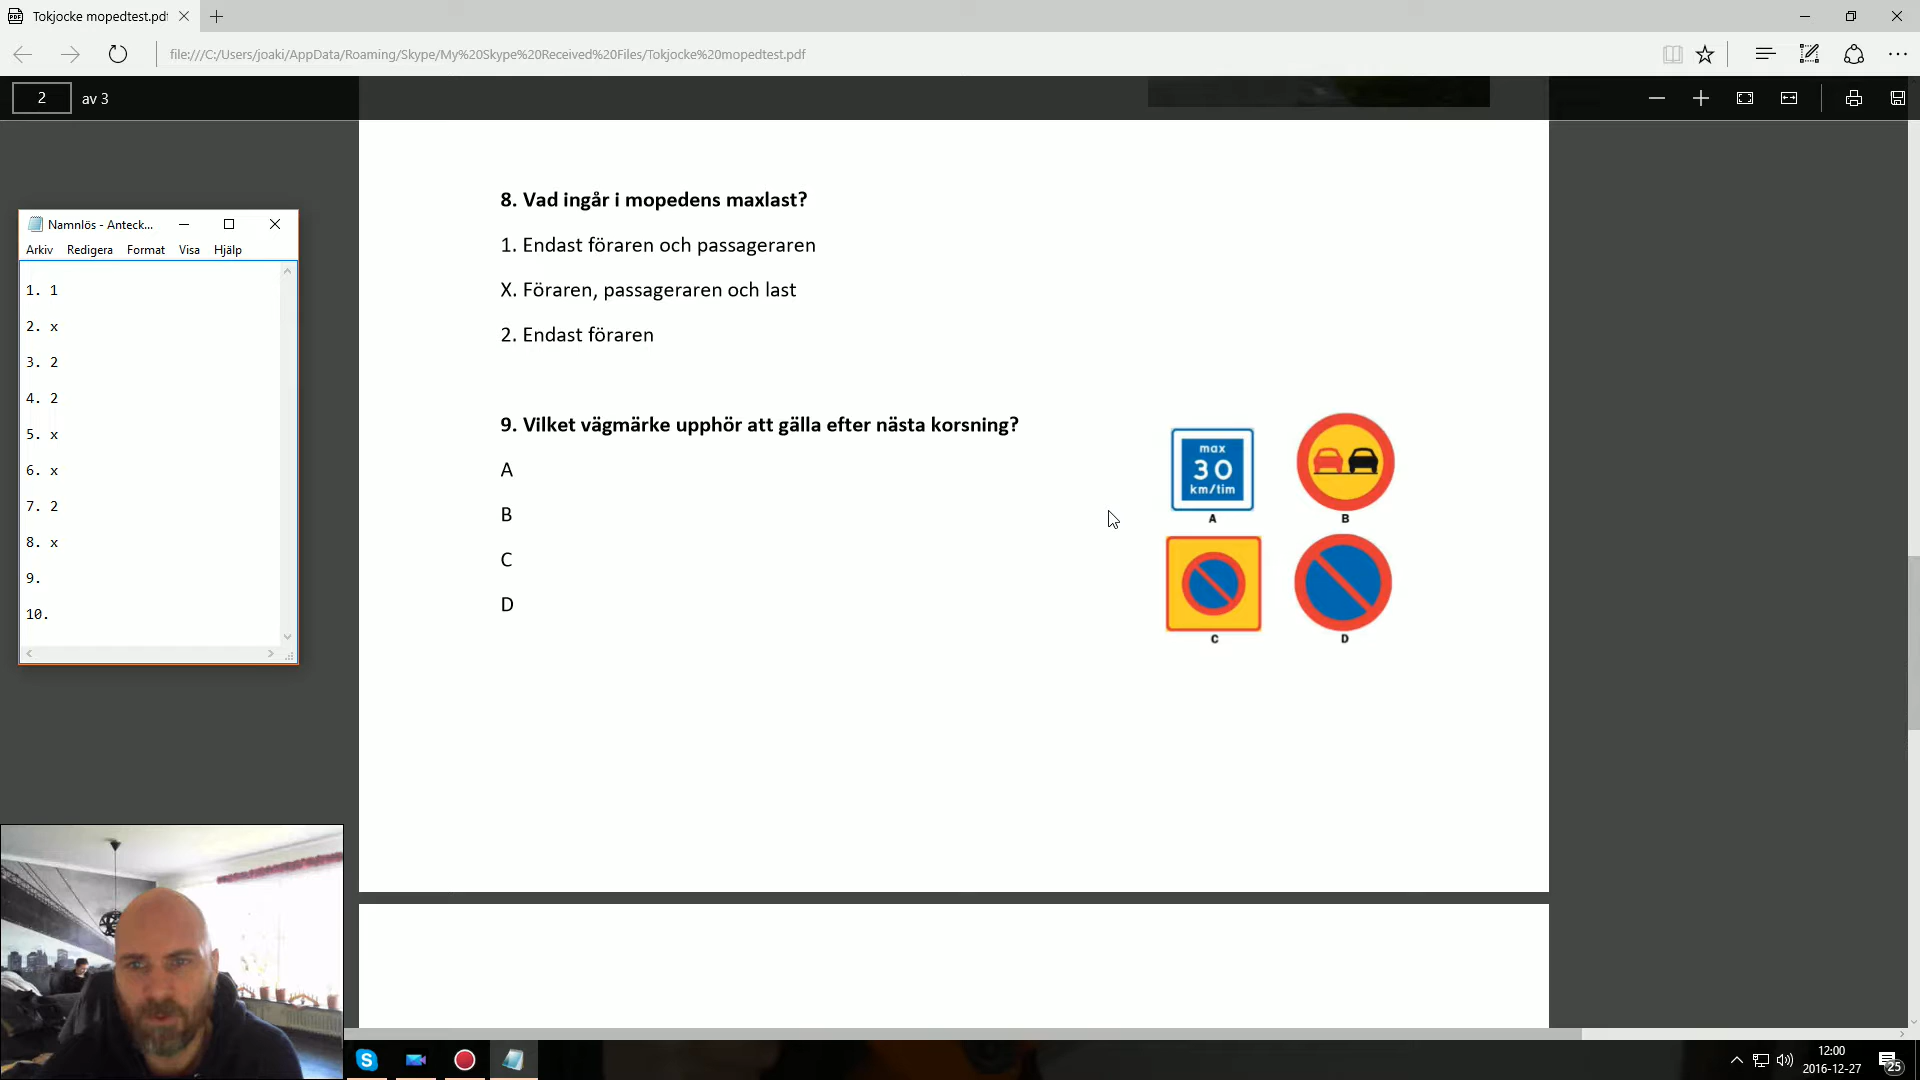 Tokjocke mopedtest.pdf
file:///C:/Users/joaki/AppData/Roaming/Skype/My%20Skype%20Received%20Files/Tokjocke%20mopedtest.pdf
2 av 3
8. Vad ingår i mopedens maxlast?
1. Endast föraren och passageraren
X. Föraren, passageraren och last
2. Endast föraren
9. Vilket vägmärke upphör att gälla efter nästa korsning?
A
B
C
D
max
30
km/tim
A
B
C
D
Namnlös - Anteck...
Arkiv Redigera Format Visa Hjälp
1. 1
2. x
3. 2
4. 2
5. x
6. x
7. 2
8. x
9.
10.
12:00
2016-12-27
25